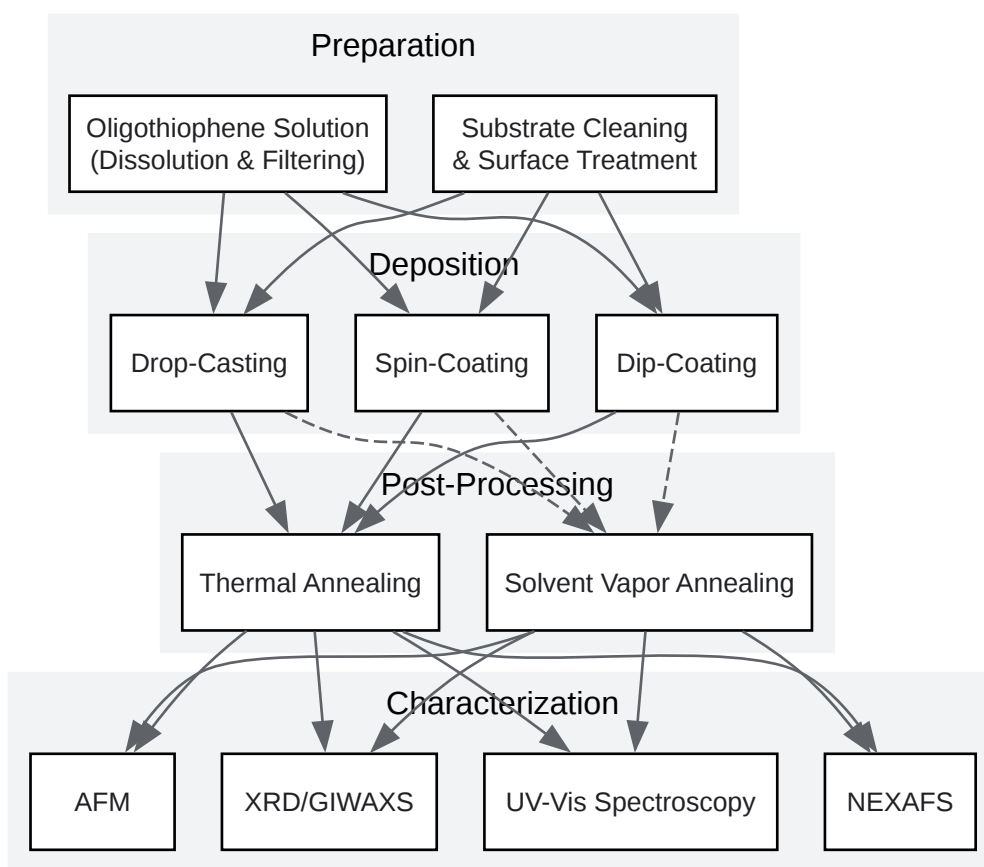 Preparation
Oligothiophene Solution
(Dissolution & Filtering)
Substrate Cleaning
& Surface Treatment
Deposition
Drop-Casting
Spin-Coating
Dip-Coating
Post-Processing
Thermal Annealing
Solvent Vapor Annealing
Characterization
AFM
XRD/GIWAXS
UV-Vis Spectroscopy
NEXAFS